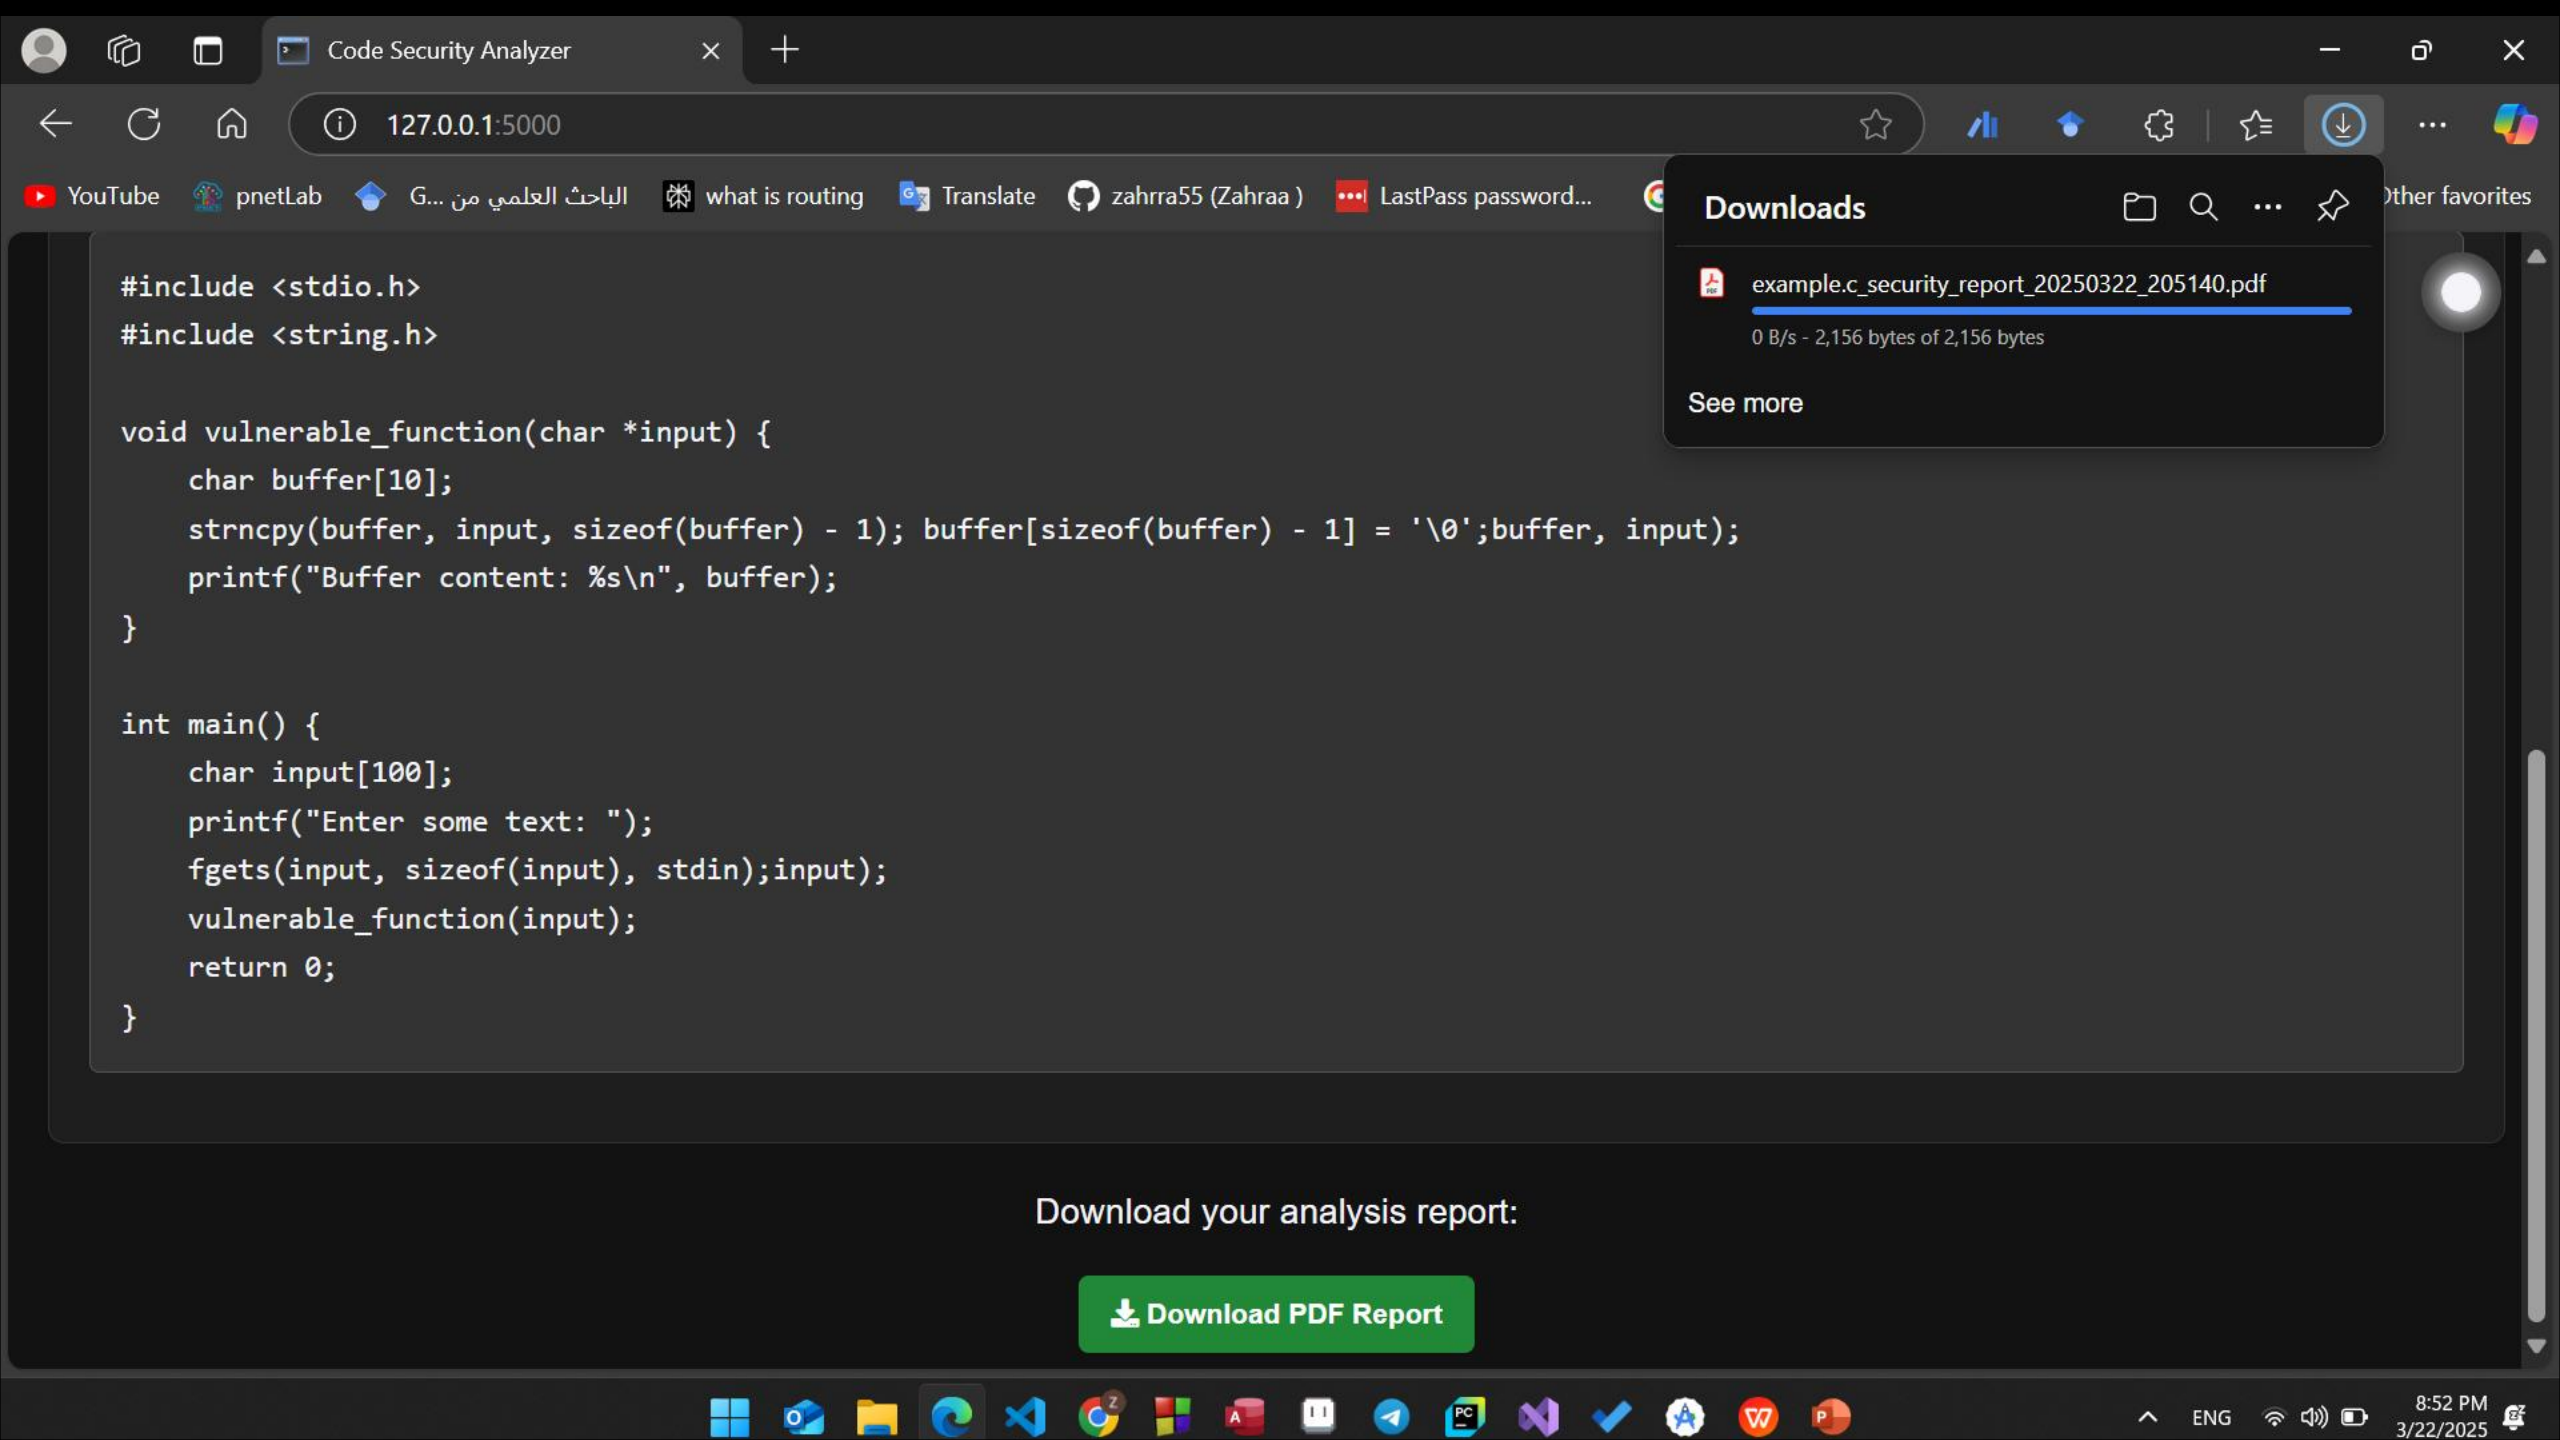 Code Security Analyzer
127.0.0.1:5000
YouTube
pnetLab
الباحث العلمي من G...
what is routing
Translate
zahrra55 (Zahraa )
LastPass password...
Other favorites
Downloads
example.c_security_report_20250322_205140.pdf
0 B/s - 2,156 bytes of 2,156 bytes
See more
#include <stdio.h>
#include <string.h>
void vulnerable_function(char *input) {
    char buffer[10];
    strncpy(buffer, input, sizeof(buffer) - 1); buffer[sizeof(buffer) - 1] = '\0';buffer, input);
    printf("Buffer content: %s\n", buffer);
}
int main() {
    char input[100];
    printf("Enter some text: ");
    fgets(input, sizeof(input), stdin);input);
    vulnerable_function(input);
    return 0;
}
Download your analysis report:
Download PDF Report
ENG
8:52 PM
3/22/2025